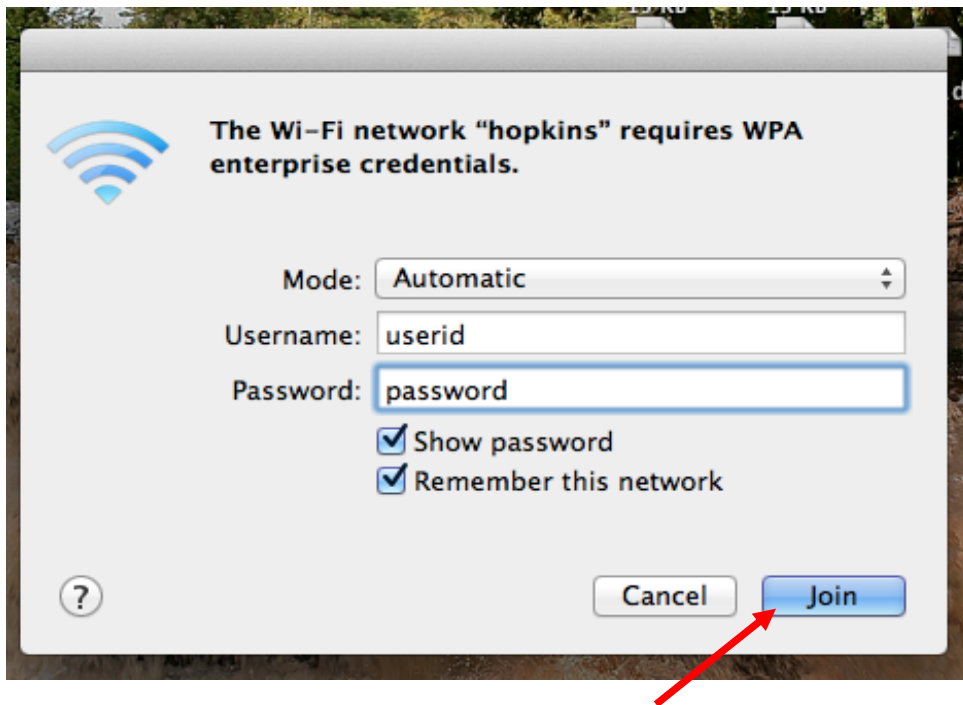 The Wi-Fi network “hopkins” requires WPA
enterprise credentials.
Mode: Automatic
Username: userid
Password: password
Show password
Remember this network
?
Cancel Join